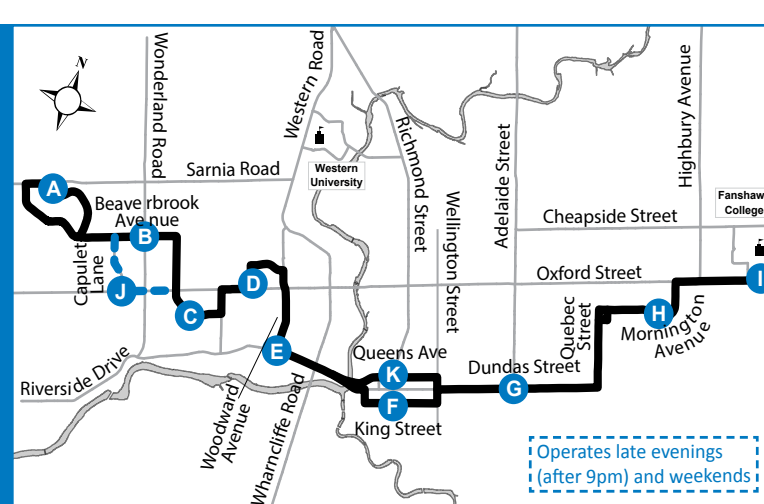 N
Wonderland Road
Western Road
Highbury Avenue
Adelaide Street
Richmond Street
Sarnia Road
Western
University
A
Beaverbrook
Avenue
B
Wellington Street
Fanshaw
College
Cheapside Street
Capulet
Lane
J
C
D
Oxford Street
I
Quebec
Street
H
Mornington
Avenue
E
Queens Ave
K
Dundas Street
G
F
King Street
Riverside Drive
Woodward
Avenue
Wharncliffe Road
Operates late evenings
(after 9pm) and weekends